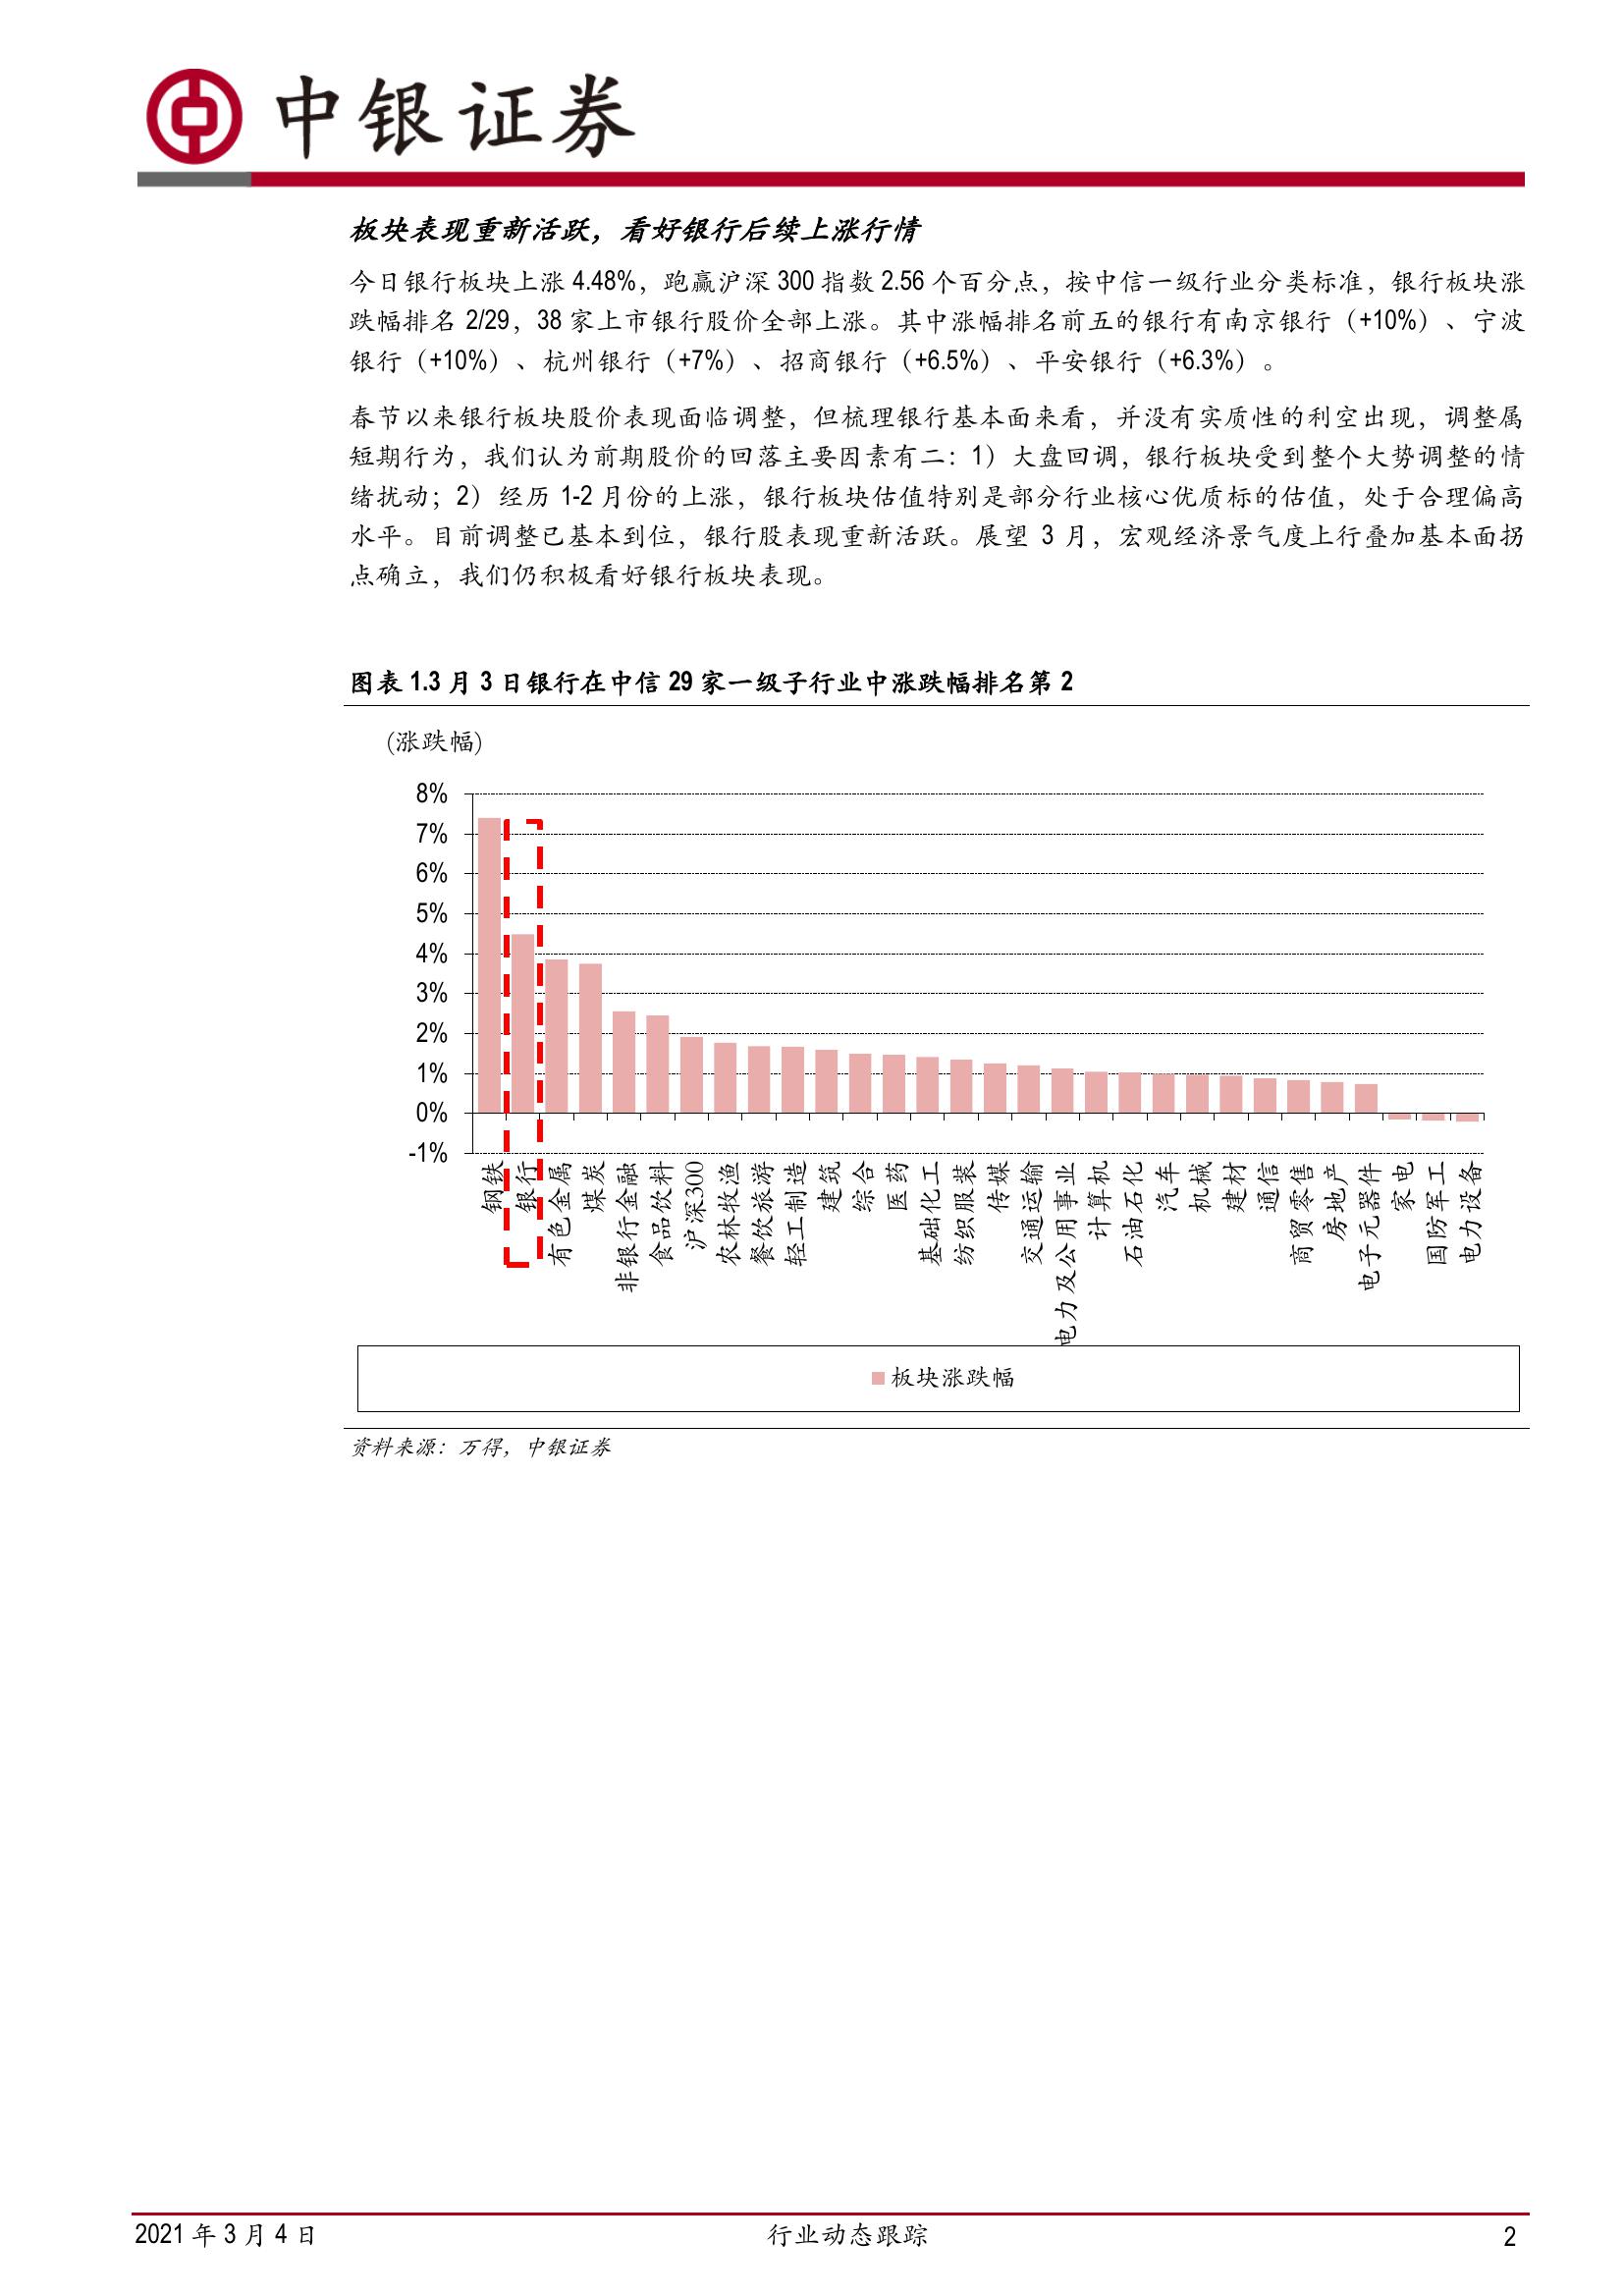 中银证券
板块表现重新活跃，看好银行后续上涨行情
今日银行板块上涨 4.48%，跑赢沪深 300 指数 2.56 个百分点，按中信一级行业分类标准，银行板块涨
跌幅排名 2/29，38 家上市银行股价全部上涨。其中涨幅排名前五的银行有南京银行（+10%）、宁波
银行（+10%）、杭州银行（+7%）、招商银行（+6.5%）、平安银行（+6.3%）。
春节以来银行板块股价表现面临调整，但梳理银行基本面来看，并没有实质性的利空出现，调整属
短期行为，我们认为前期股价的回落主要因素有二：1）大盘回调，银行板块受到整个大势调整的情
绪扰动；2）经历 1-2 月份的上涨，银行板块估值特别是部分行业核心优质标的估值，处于合理偏高
水平。目前调整已基本到位，银行股表现重新活跃。展望 3 月，宏观经济景气度上行叠加基本面拐
点确立，我们仍积极看好银行板块表现。
图表 1.3 月 3 日银行在中信 29 家一级子行业中涨跌幅排名第 2
(涨跌幅)
8%
7%
6%
5%
4%
3%
2%
1%
0%
-1%
钢铁
银行
有色金属
煤炭
非银行金融
食品饮料
沪深300
农林牧渔
餐饮旅游
轻工制造
建筑
综合
医药
基础化工
纺织服装
传媒
交通运输
电力及公用事业
计算机
石油石化
汽车
机械
建材
通信
商贸零售
房地产
电子元器件
家电
国防军工
电力设备
板块涨跌幅
资料来源：万得，中银证券
2021 年 3 月 4 日
行业动态跟踪
2